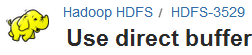 Hadoop HDFS / HDFS-3529
Use direct buffer